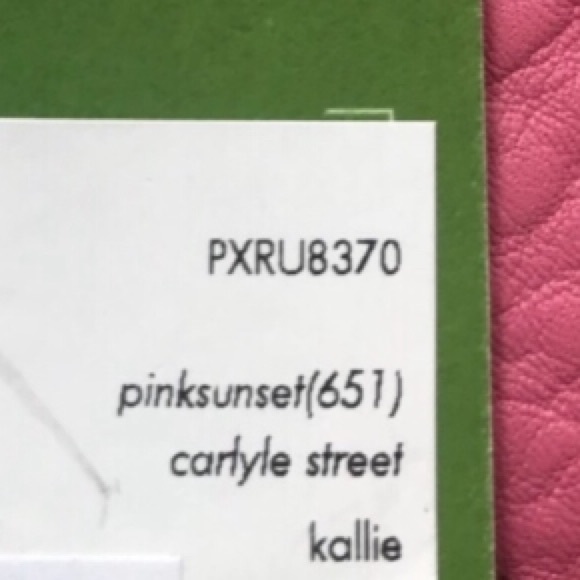 PXRU8370
pinksunset(651)
carlyle street
kallie